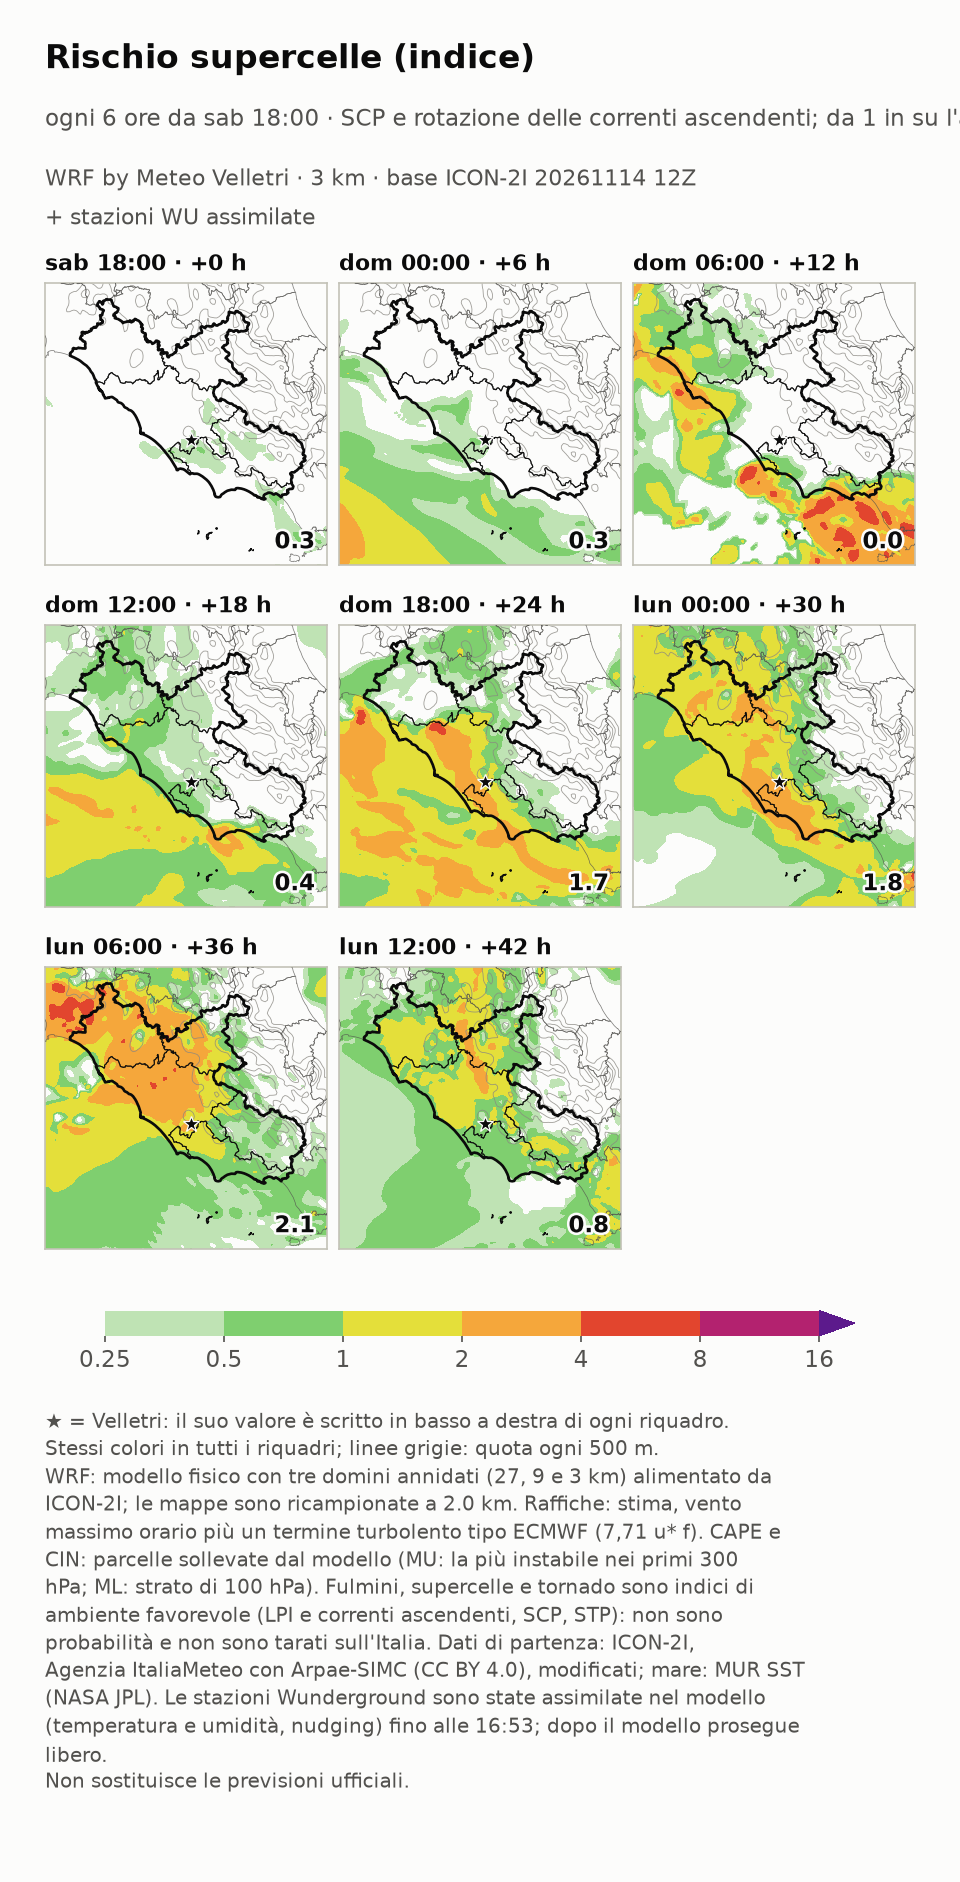 Rischio supercelle (indice)
ogni 6 ore da sab 18:00 · SCP e rotazione delle correnti ascendenti; da 1 in su
WRF by Meteo Velletri · 3 km · base ICON-2I 20261114 12Z
+ stazioni WU assimilate
sab 18:00 · +0 h
dom 00:00 · +6 h
dom 06:00 · +12 h
0.3
0.3
0.0
dom 12:00 · +18 h
dom 18:00 · +24 h
lun 00:00 · +30 h
0.4
1.7
1.8
lun 06:00 · +36 h
lun 12:00 · +42 h
2.1
0.8
0.25 0.5 1 2 4 8 16
★ = Velletri: il suo valore è scritto in basso a destra di ogni riquadro.
Stessi colori in tutti i riquadri; linee grigie: quota ogni 500 m.
WRF: modello fisico con tre domini annidati (27, 9 e 3 km) alimentato da
ICON-2I; le mappe sono ricampionate a 2.0 km. Raffiche: stima, vento
massimo orario più un termine turbolento tipo ECMWF (7,71 u* f). CAPE e
CIN: parcelle sollevate dal modello (MU: la più instabile nei primi 300
hPa; ML: strato di 100 hPa). Fulmini, supercelle e tornado sono indici di
ambiente favorevole (LPI e correnti ascendenti, SCP, STP): non sono
probabilità e non sono tarati sull'Italia. Dati di partenza: ICON-2I,
Agenzia ItaliaMeteo con Arpae-SIMC (CC BY 4.0), modificati; mare: MUR SST
(NASA JPL). Le stazioni Wunderground sono state assimilate nel modello
(temperatura e umidità, nudging) fino alle 16:53; dopo il modello prosegue
libero.
Non sostituisce le previsioni ufficiali.